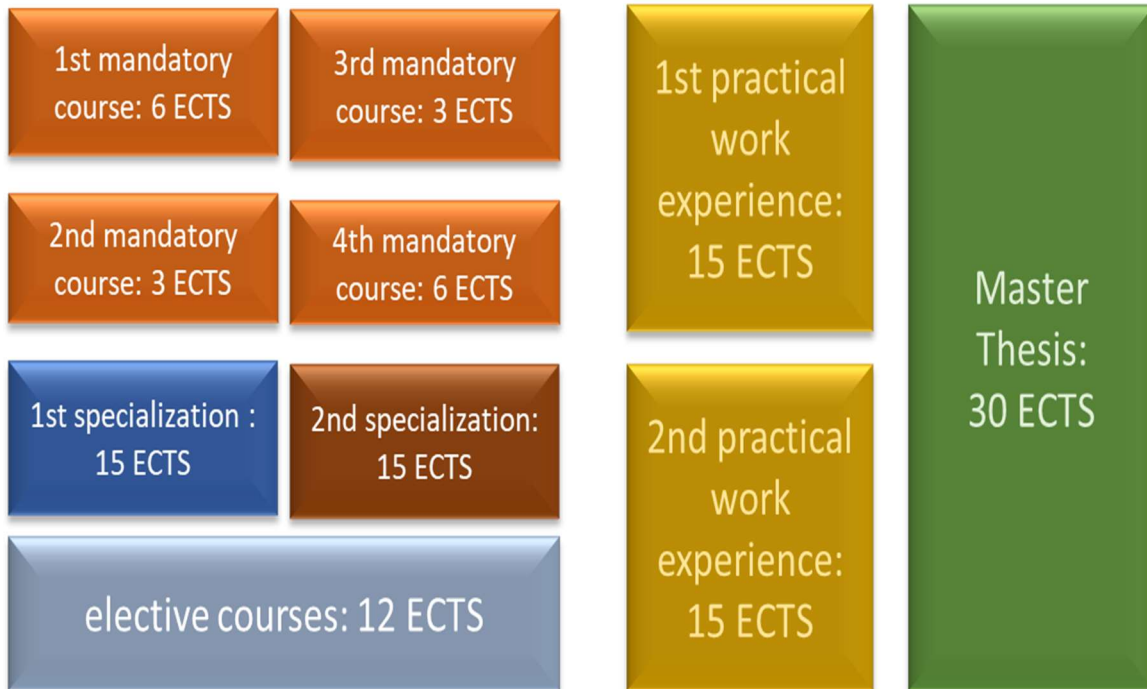 1st mandatory
course: 6 ECTS
3rd mandatory
course: 3 ECTS
2nd mandatory
course: 3 ECTS
4th mandatory
course: 6 ECTS
1st specialization :
15 ECTS
2nd specialization:
15 ECTS
elective courses: 12 ECTS
1st practical
work
experience:
15 ECTS
2nd practical
work
experience:
15 ECTS
Master
Thesis:
30 ECTS